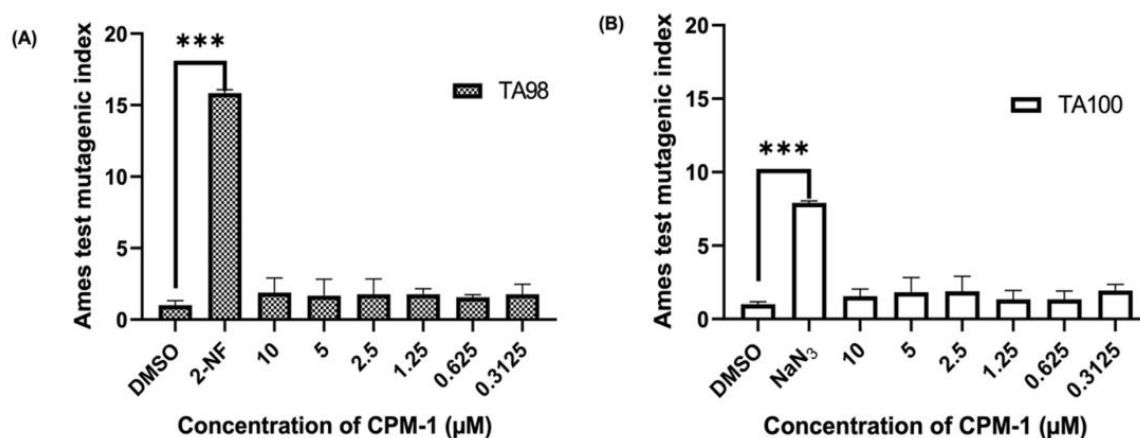 (A)
Ames test mutagenic index
20
15
10
5
0
***
TA98
DMSO
2-NF
10
5
2.5
1.25
0.625
0.3125
Concentration of CPM-1 (µM)
(B)
Ames test mutagenic index
20
15
10
5
0
***
TA100
DMSO
NaN₃
10
5
2.5
1.25
0.625
0.3125
Concentration of CPM-1 (µM)